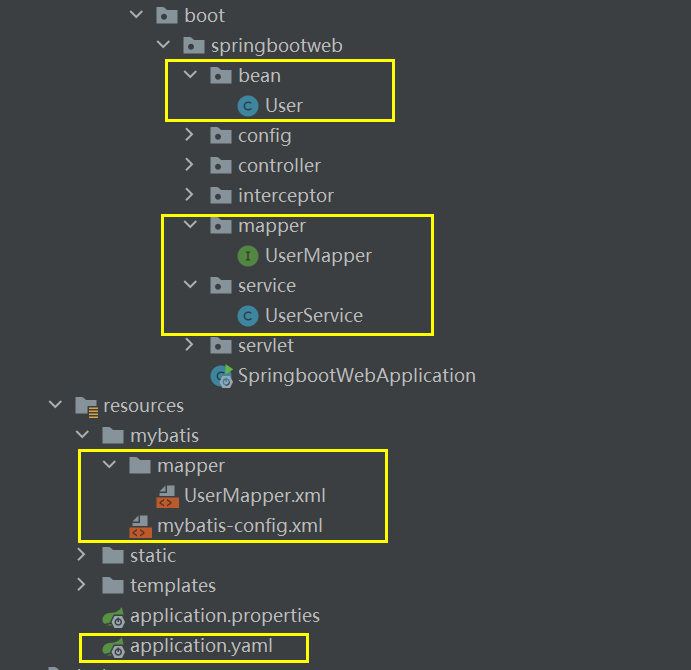 boot
springbootweb
bean
C User
config
controller
interceptor
mapper
I UserMapper
service
C UserService
servlet
SpringbootWebApplication
resources
mybatis
mapper
UserMapper.xml
mybatis-config.xml
static
templates
application.properties
application.yaml